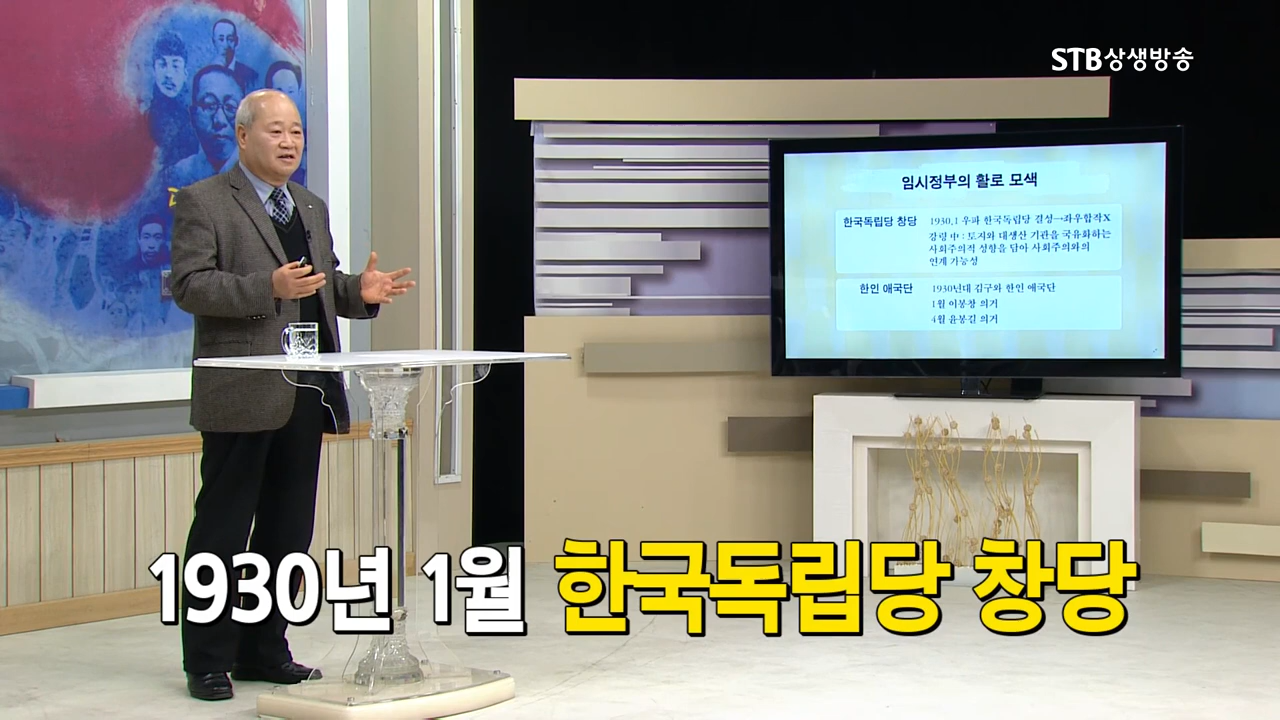 STB상생방송
임시정부의 활로 모색
한국독립당 창당
1930.1 우파 한국독립당 결성→좌우합작X
강령 中 : 토지와 대생산 기관을 국유화하는
사회주의적 성향을 담아 사회주의와의
연계 가능성
한인 애국단
1930년대 김구와 한인 애국단
1월 이봉창 의거
4월 윤봉길 의거
1930년 1월 한국독립당 창당